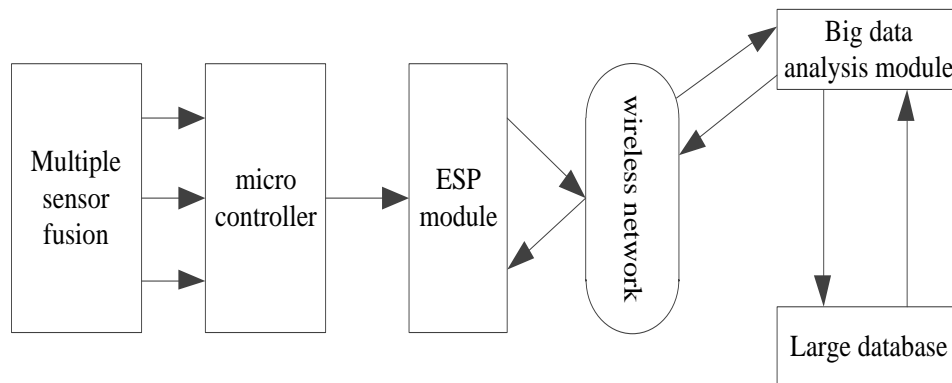 Multiple
sensor
fusion
micro
controller
ESP
module
wireless network
Big data
analysis module
Large database